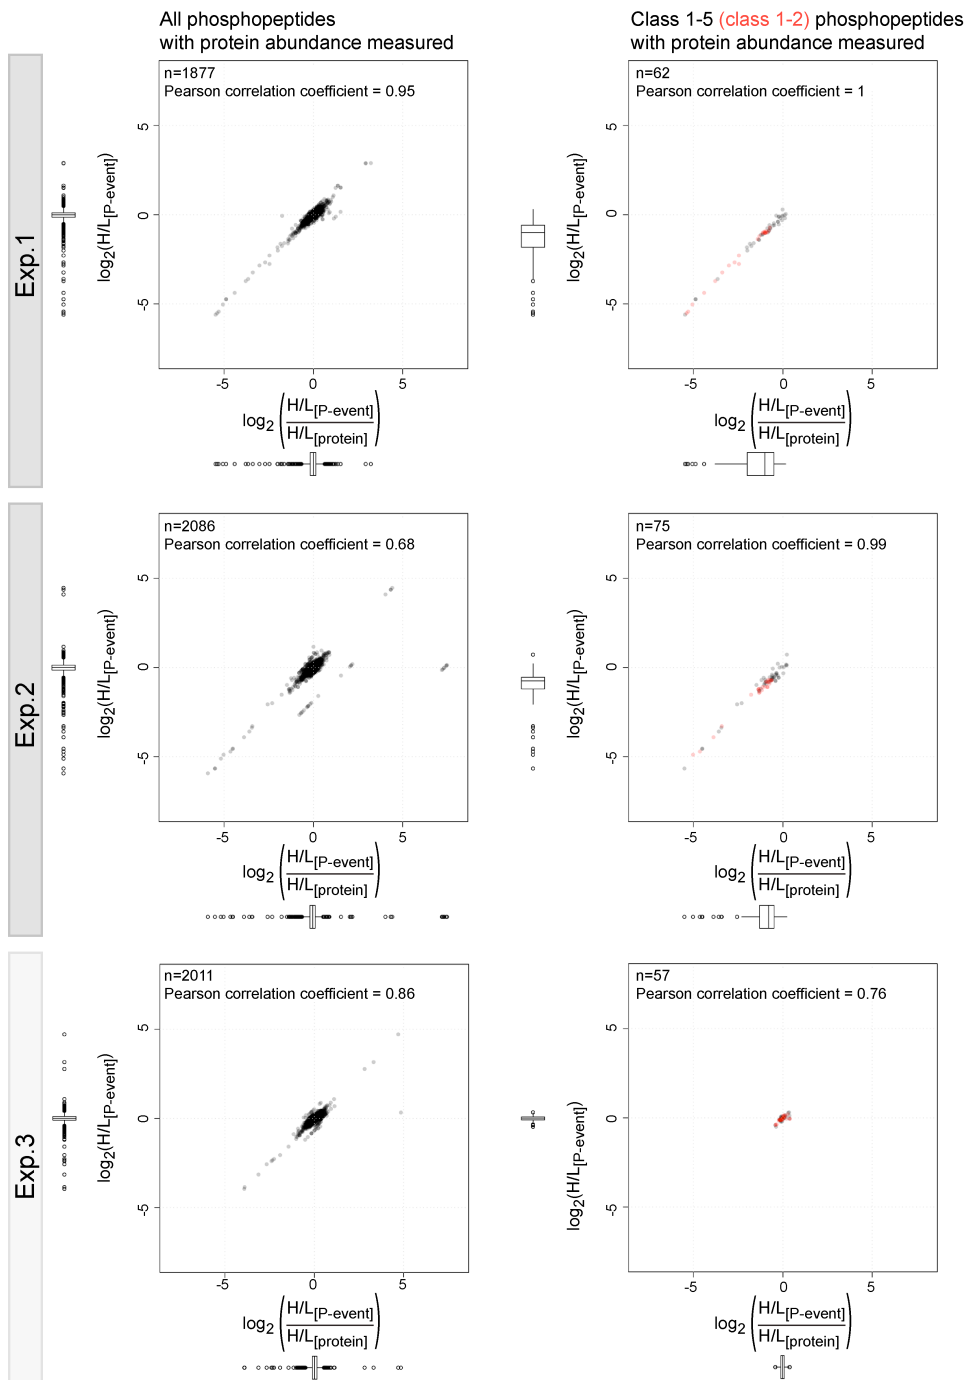 All phosphopeptides
with protein abundance measured
Class 1-5 (class 1-2) phosphopeptides
with protein abundance measured
Exp.1
n=1877
Pearson correlation coefficient = 0.95
log2(H/L[P-event])
5
0
-5
-5 0 5
log2 (H/L[P-event]
H/L[protein])
n=62
Pearson correlation coefficient = 1
log2(H/L[P-event])
5
0
-5
-5 0 5
log2 (H/L[P-event]
H/L[protein])
Exp.2
n=2086
Pearson correlation coefficient = 0.68
log2(H/L[P-event])
5
0
-5
-5 0 5
log2 (H/L[P-event]
H/L[protein])
n=75
Pearson correlation coefficient = 0.99
log2(H/L[P-event])
5
0
-5
-5 0 5
log2 (H/L[P-event]
H/L[protein])
Exp.3
n=2011
Pearson correlation coefficient = 0.86
log2(H/L[P-event])
5
0
-5
-5 0 5
log2 (H/L[P-event]
H/L[protein])
n=57
Pearson correlation coefficient = 0.76
log2(H/L[P-event])
5
0
-5
-5 0 5
log2 (H/L[P-event]
H/L[protein])